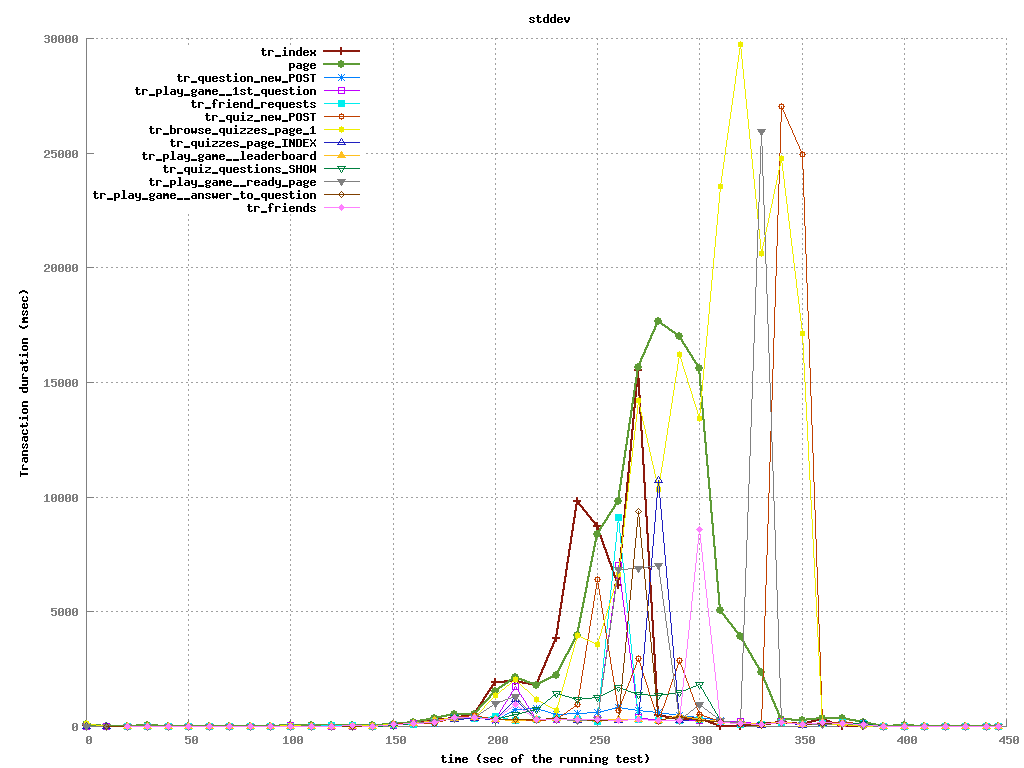 stddev
30000
25000
20000
15000
10000
5000
0
Transaction duration (msec)
tr_index
page
tr_question_new_POST
tr_play_game__1st_question
tr_friend_requests
tr_quiz_new_POST
tr_browse_quizzes_page_1
tr_quizzes_page_INDEX
tr_play_game__leaderboard
tr_quiz_questions_SHOW
tr_play_game__ready_page
tr_play_game__answer_to_question
tr_friends
0 50 100 150 200 250 300 350 400 450
time (sec of the running test)